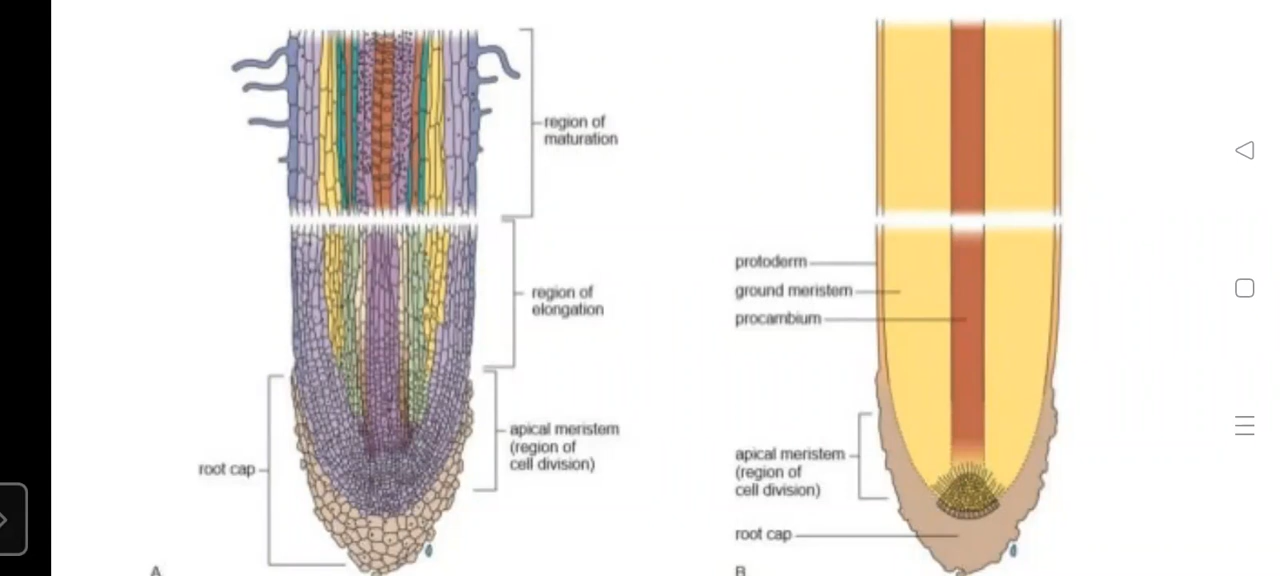 region of
maturation
region of
elongation
apical meristem
(region of
cell division)
root cap
A
protoderm
ground meristem
procambium
apical meristem
(region of
cell division)
root cap
B